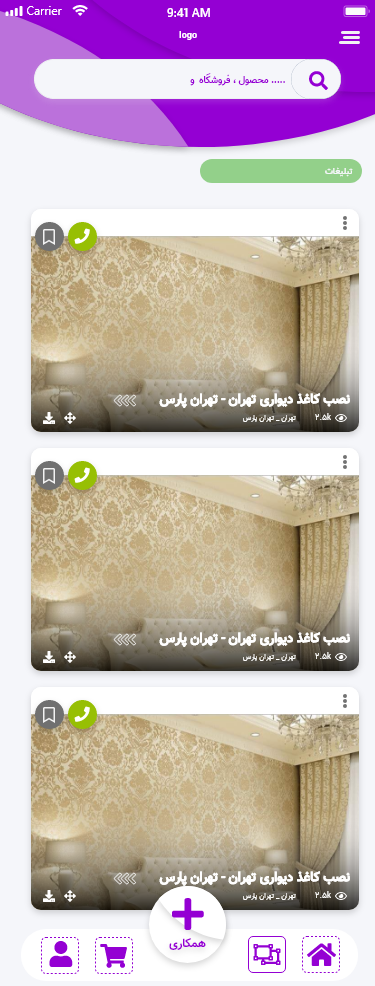 Carrier 9:41 AM
logo
..... محصول ، فروشگاه و
تبلیغات
نصب کاغذ دیواری تهران - تهران پارس
تهران _ تهران پارس ۲.۵k
نصب کاغذ دیواری تهران - تهران پارس
تهران _ تهران پارس ۲.۵k
نصب کاغذ دیواری تهران - تهران پارس
تهران _ تهران پارس ۲.۵k
همکاری